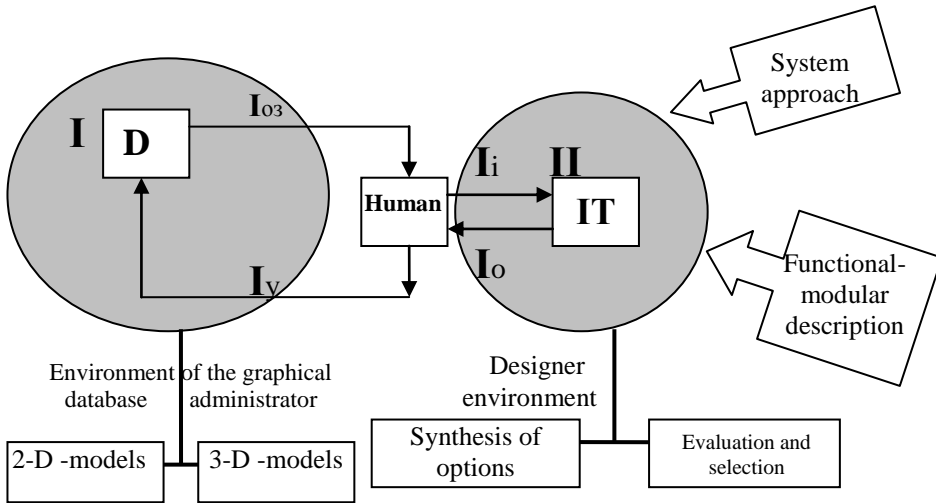 System
approach
I
D
Iоз
Human
Ii
II
IT
Io
Iy
Functional-
modular
description
Environment of the graphical
database administrator
Designer
environment
2-D -models
3-D -models
Synthesis of
options
Evaluation and
selection